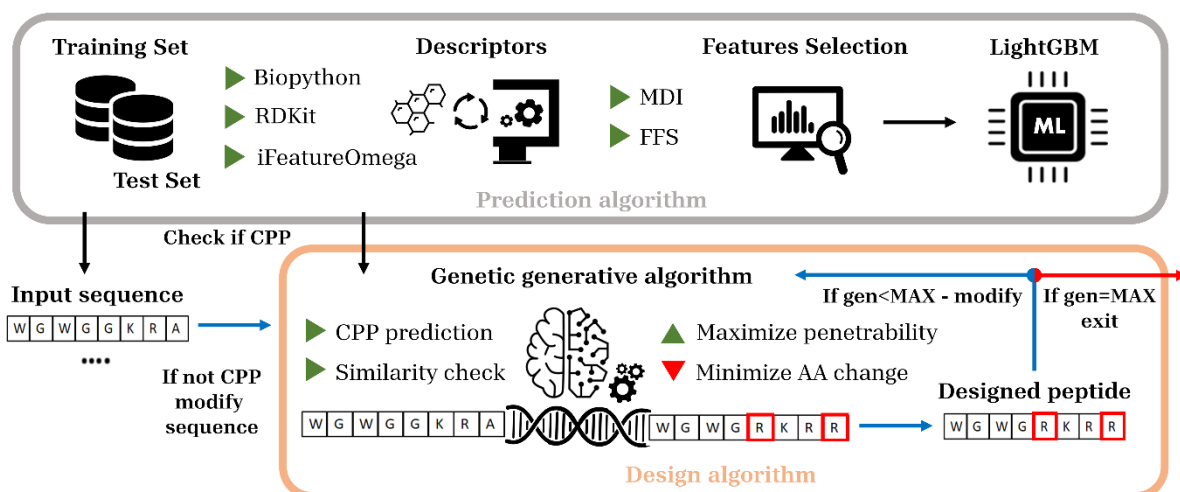 Training Set
Test Set
Biopython
RDKit
iFeatureOmega
Descriptors
MDI
FFS
Features Selection
LightGBM
ML
Prediction algorithm
Check if CPP
Input sequence
W G W G G K R A
....
If not CPP
modify
sequence
Genetic generative algorithm
CPP prediction
Similarity check
Maximize penetrability
Minimize AA change
W G W G G K R A
W G W G R K R R
If gen<MAX - modify
If gen=MAX
exit
Designed peptide
W G W G R K R R
Design algorithm